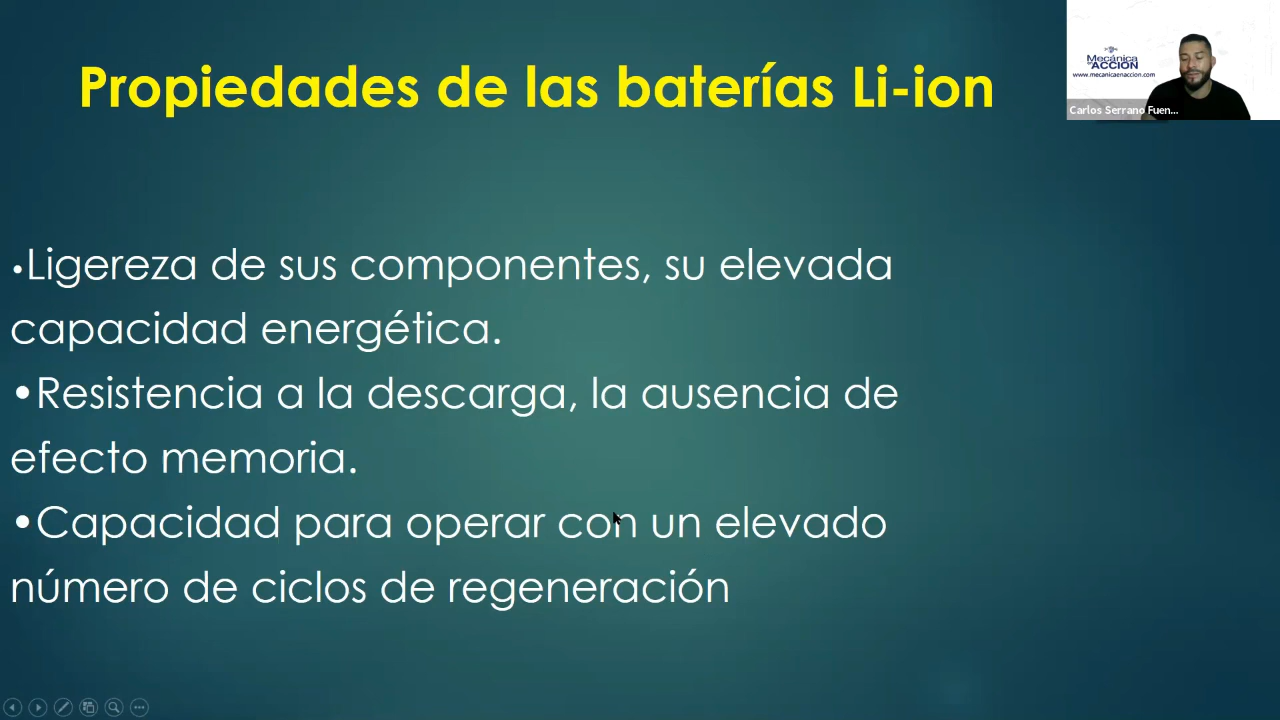 Propiedades de las baterías Li-ion
Mecánica
en ACCIÓN
www.mecanicaenaccion.com
Carlos Serrano Fuen...
•Ligereza de sus componentes, su elevada
capacidad energética.
•Resistencia a la descarga, la ausencia de
efecto memoria.
•Capacidad para operar con un elevado
número de ciclos de regeneración